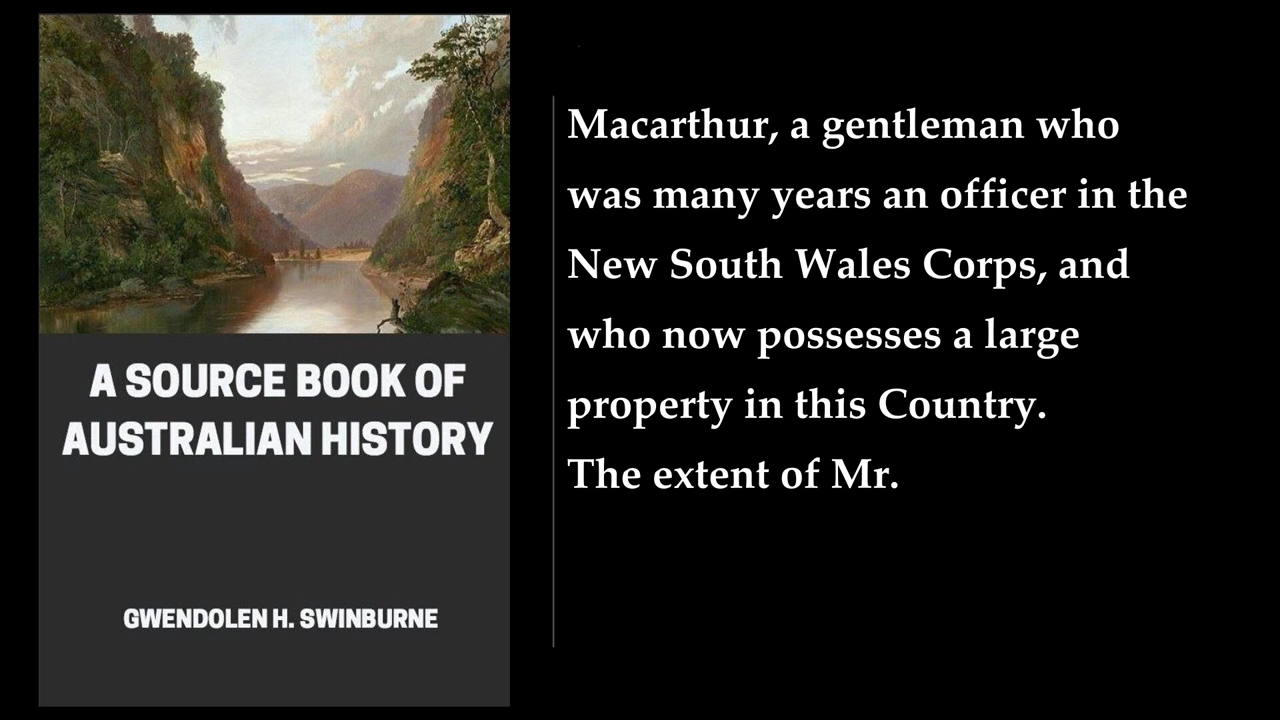 A SOURCE BOOK OF
AUSTRALIAN HISTORY
GWENDOLEN H. SWINBURNE
Macarthur, a gentleman who
was many years an officer in the
New South Wales Corps, and
who now possesses a large
property in this Country.
The extent of Mr.